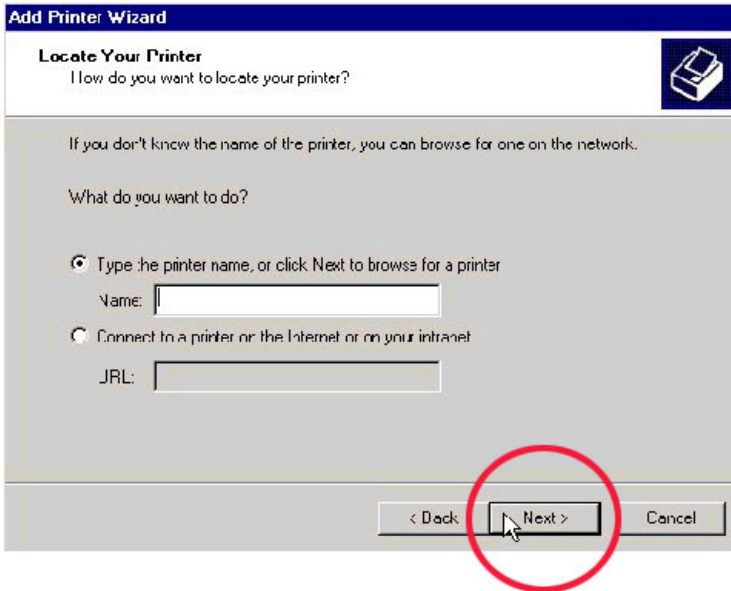 Add Printer Wizard
Locate Your Printer
How do you want to locate your printer?
If you don't know the name of the printer, you can browse for one on the network.
What do you want to do?
Type the printer name, or click Next to browse for a printer
Name:
Connect to a printer on the Internet or on your intranet
URL:
< Back Next > Cancel